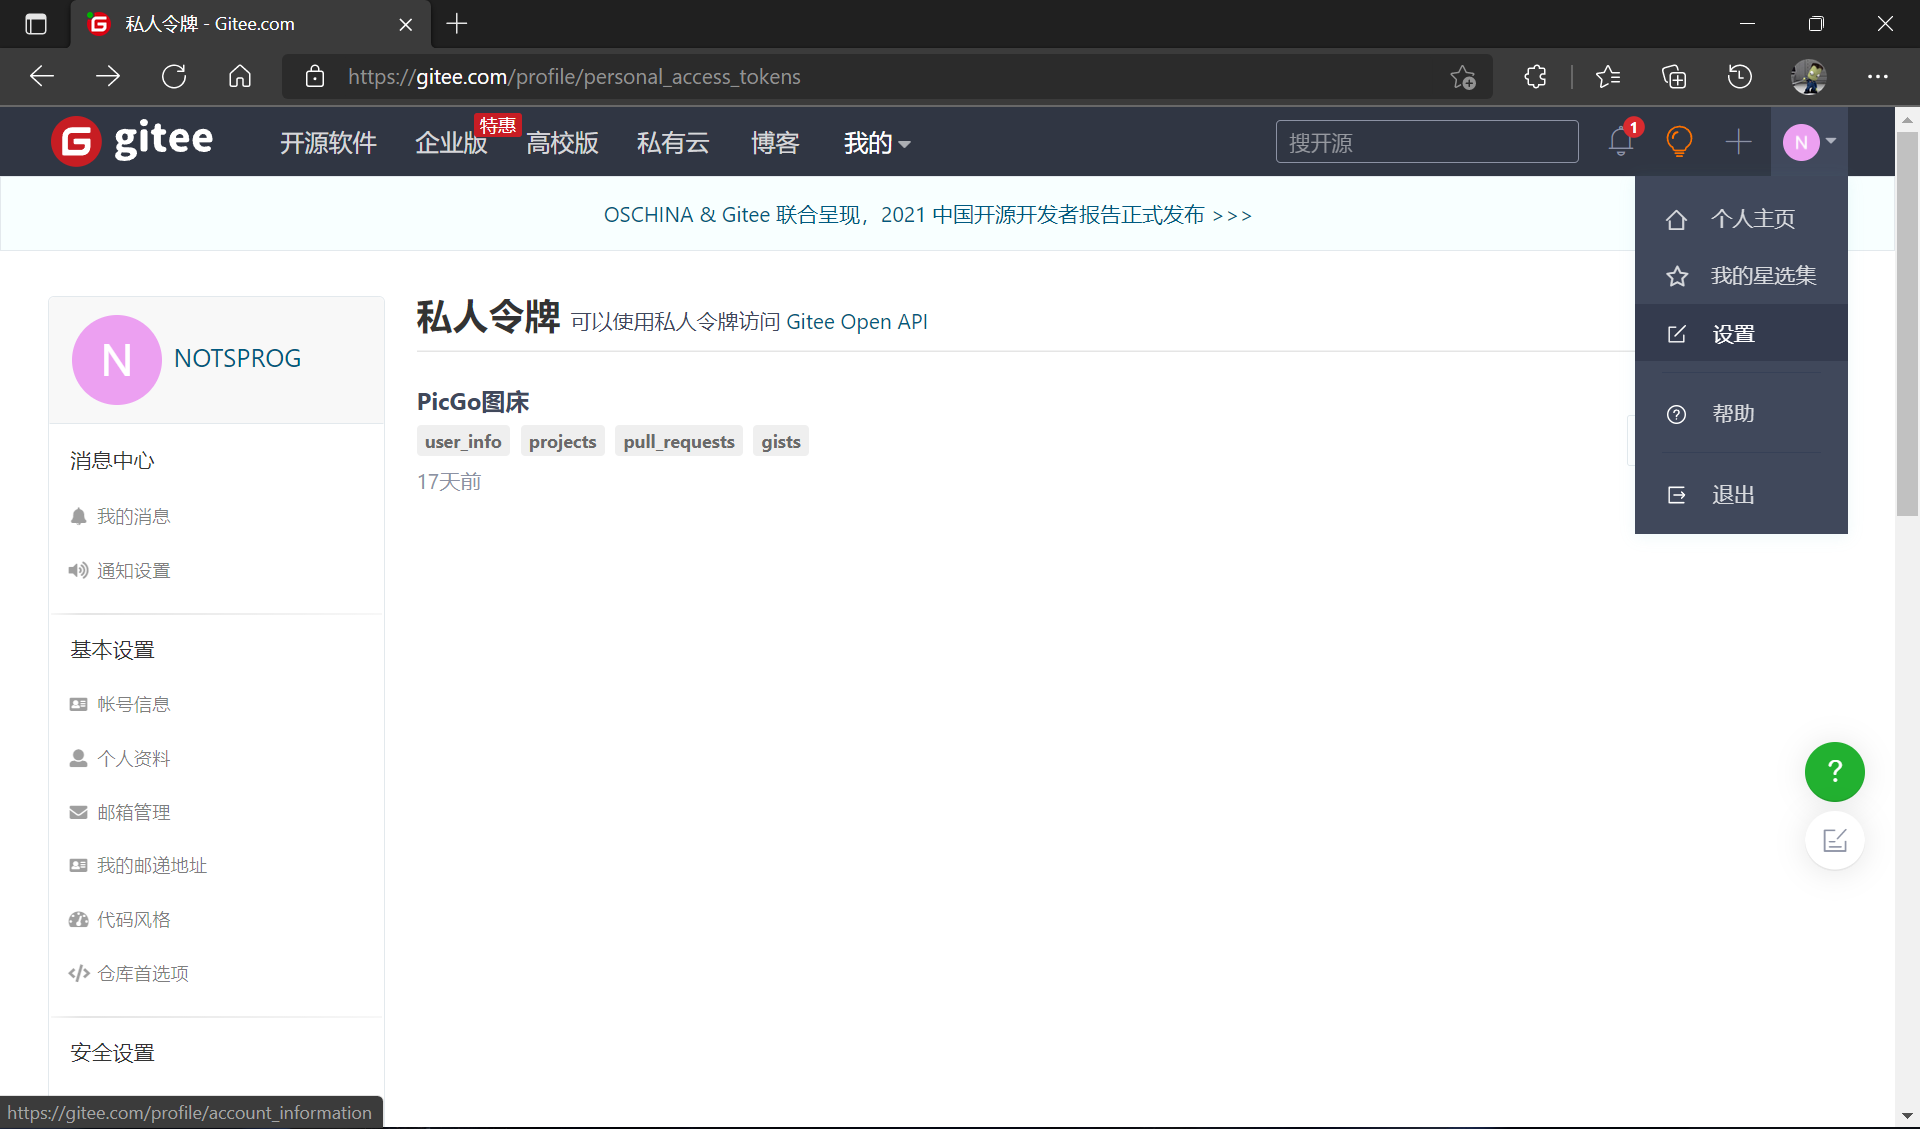 私人令牌 - Gitee.com
https://gitee.com/profile/personal_access_tokens
gitee 开源软件 企业版 特惠 高校版 私有云 博客 我的 搜开源 1 N
OSCHINA & Gitee 联合呈现，2021 中国开源开发者报告正式发布 >>>
个人主页
我的星选集
设置
帮助
退出
N NOTSPROG
消息中心
我的消息
通知设置
基本设置
帐号信息
个人资料
邮箱管理
我的邮递地址
代码风格
仓库首选项
安全设置
私人令牌 可以使用私人令牌访问 Gitee Open API
PicGo图床
user_info projects pull_requests gists
17天前
?
https://gitee.com/profile/account_information